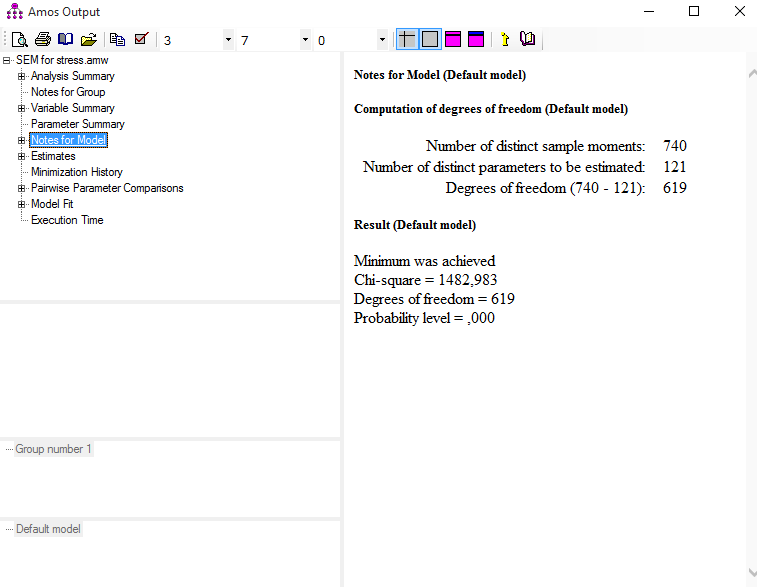 Amos Output
3 7 0
SEM for stress.amw
Analysis Summary
Notes for Group
Variable Summary
Parameter Summary
Notes for Model
Estimates
Minimization History
Pairwise Parameter Comparisons
Model Fit
Execution Time
Group number 1
Default model
Notes for Model (Default model)
Computation of degrees of freedom (Default model)
Number of distinct sample moments: 740
Number of distinct parameters to be estimated: 121
Degrees of freedom (740 - 121): 619
Result (Default model)
Minimum was achieved
Chi-square = 1482,983
Degrees of freedom = 619
Probability level = ,000